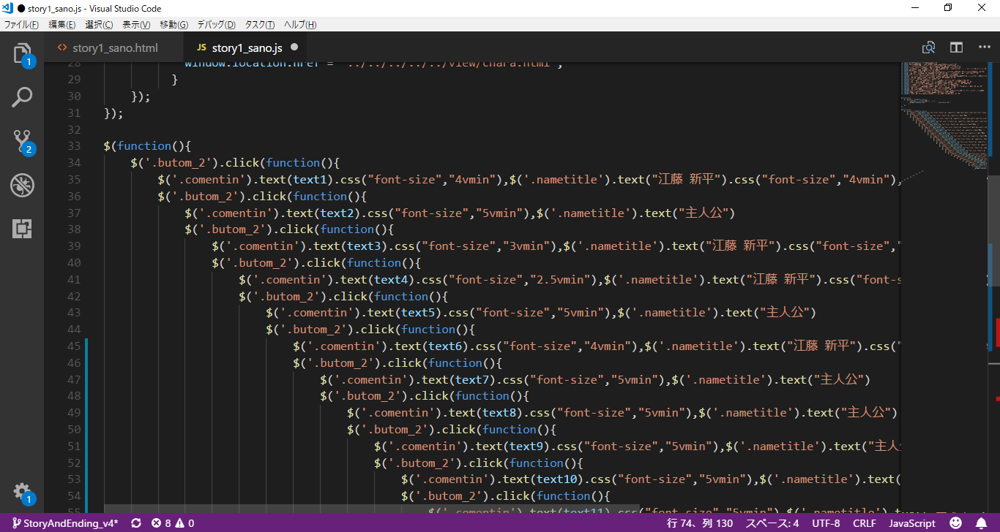 story1_sano.js - Visual Studio Code
ファイル(F) 編集(E) 選択(C) 表示(V) 移動(G) デバッグ(D) タスク(T) ヘルプ(H)
1
<> story1_sano.html JS story1_sano.js
28 window.location.href = "../../../../../view/chara.html";
29 }
30 });
31 });
32
33 $(function(){
34 $('.butom_2').click(function(){
35 $('.comentin').text(text1).css("font-size","4vmin"),$('.nametitle').text("江藤 新平").css("font-size","4vmin"),
36 $('.butom_2').click(function(){
37 $('.comentin').text(text2).css("font-size","5vmin"),$('.nametitle').text("主人公")
38 $('.butom_2').click(function(){
39 $('.comentin').text(text3).css("font-size","3vmin"),$('.nametitle').text("江藤 新平").css("font-size","
40 $('.butom_2').click(function(){
41 $('.comentin').text(text4).css("font-size","2.5vmin"),$('.nametitle').text("江藤 新平").css("font-s
42 $('.butom_2').click(function(){
43 $('.comentin').text(text5).css("font-size","5vmin"),$('.nametitle').text("主人公")
44 $('.butom_2').click(function(){
45 $('.comentin').text(text6).css("font-size","4vmin"),$('.nametitle').text("江藤 新平").css("
46 $('.butom_2').click(function(){
47 $('.comentin').text(text7).css("font-size","5vmin"),$('.nametitle').text("主人公")
48 $('.butom_2').click(function(){
49 $('.comentin').text(text8).css("font-size","5vmin"),$('.nametitle').text("主人公")
50 $('.butom_2').click(function(){
51 $('.comentin').text(text9).css("font-size","5vmin"),$('.nametitle').text("主人
52 $('.butom_2').click(function(){
53 $('.comentin').text(text10).css("font-size","5vmin"),$('.nametitle').text(
54 $('.butom_2').click(function(){
55 $('.comentin').text(text11).css("font-size","5vmin"),$('.nametitle').t
2
1
StoryAndEnding_v4* 8 0 行 74、列 130 スペース: 4 UTF-8 CRLF JavaScript